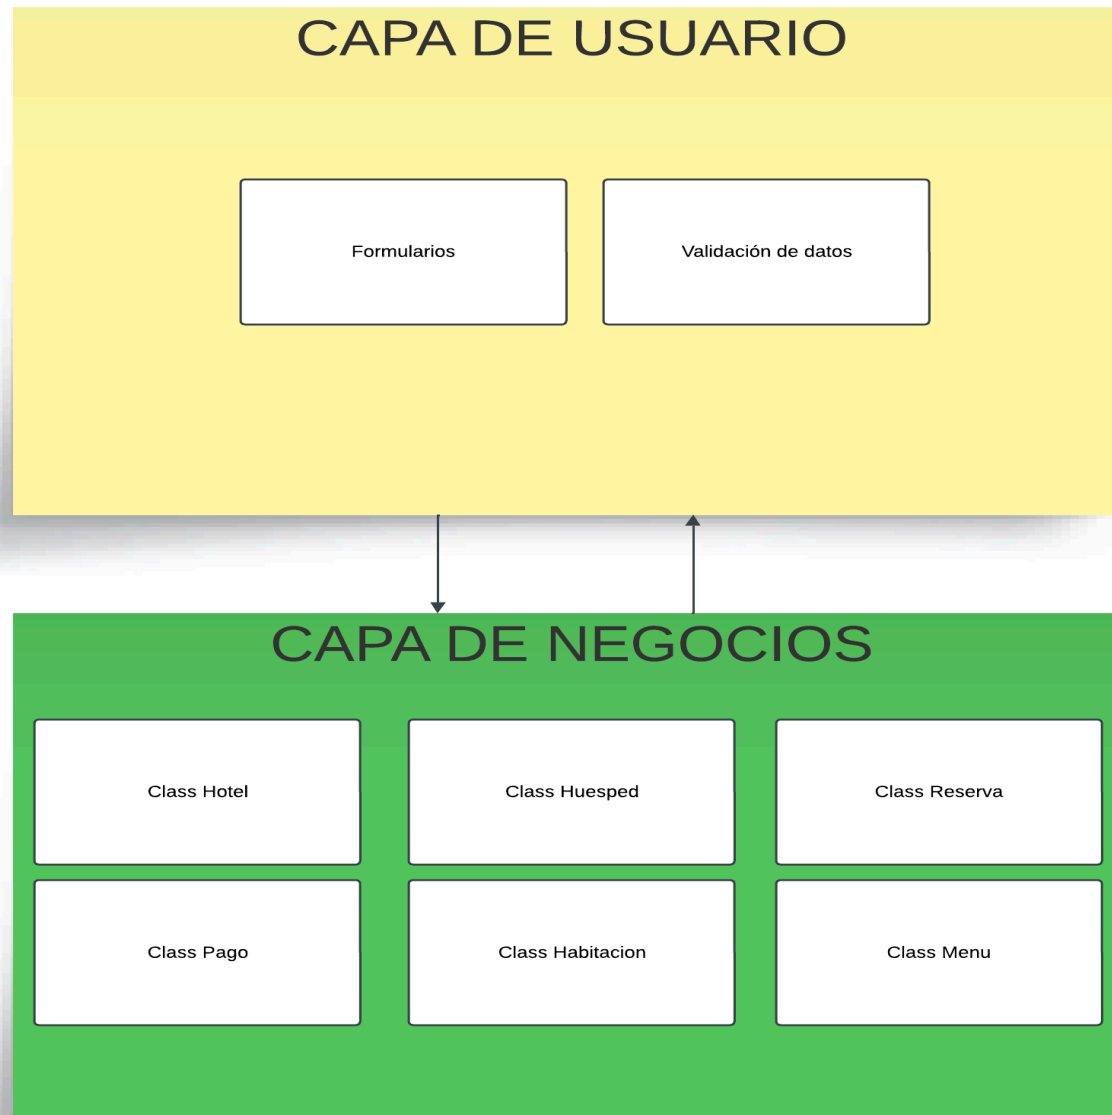 CAPA DE USUARIO
Formularios
Validación de datos
CAPA DE NEGOCIOS
Class Hotel
Class Huesped
Class Reserva
Class Pago
Class Habitacion
Class Menu